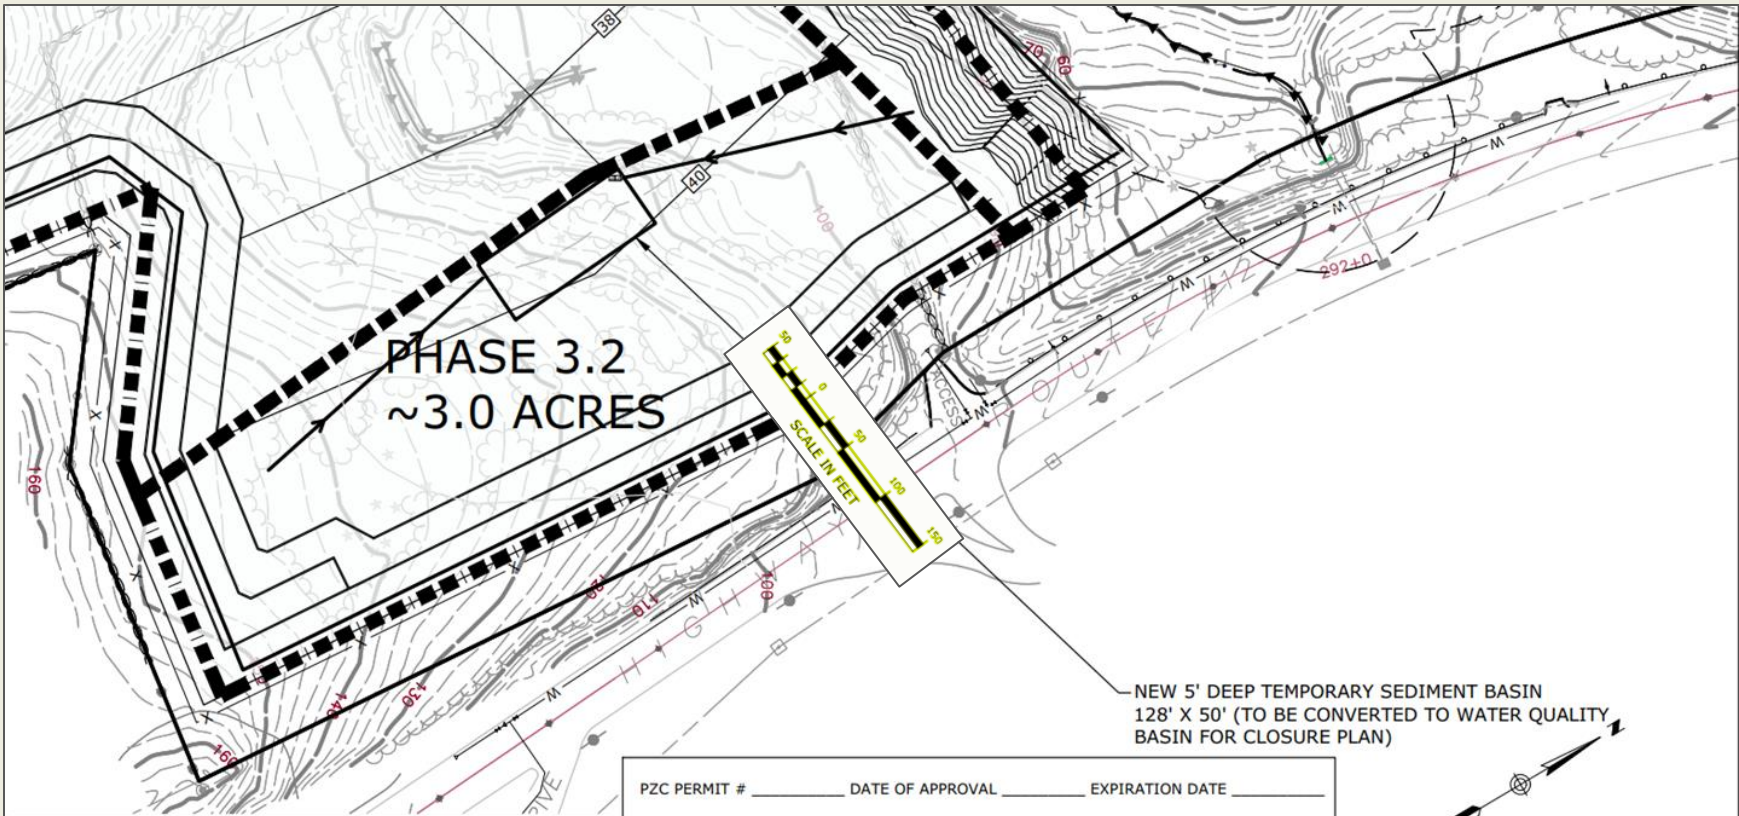 38
70
60
40
100
292+0
PHASE 3.2
~3.0 ACRES
50
0
50
100
150
SCALE IN FEET
ACCESS
ROUTE 12
HIGHWAY
160
120
110
100
140
130
160
NEW 5' DEEP TEMPORARY SEDIMENT BASIN
128' X 50' (TO BE CONVERTED TO WATER QUALITY
BASIN FOR CLOSURE PLAN)
PZC PERMIT # __________ DATE OF APPROVAL _________ EXPIRATION DATE __________